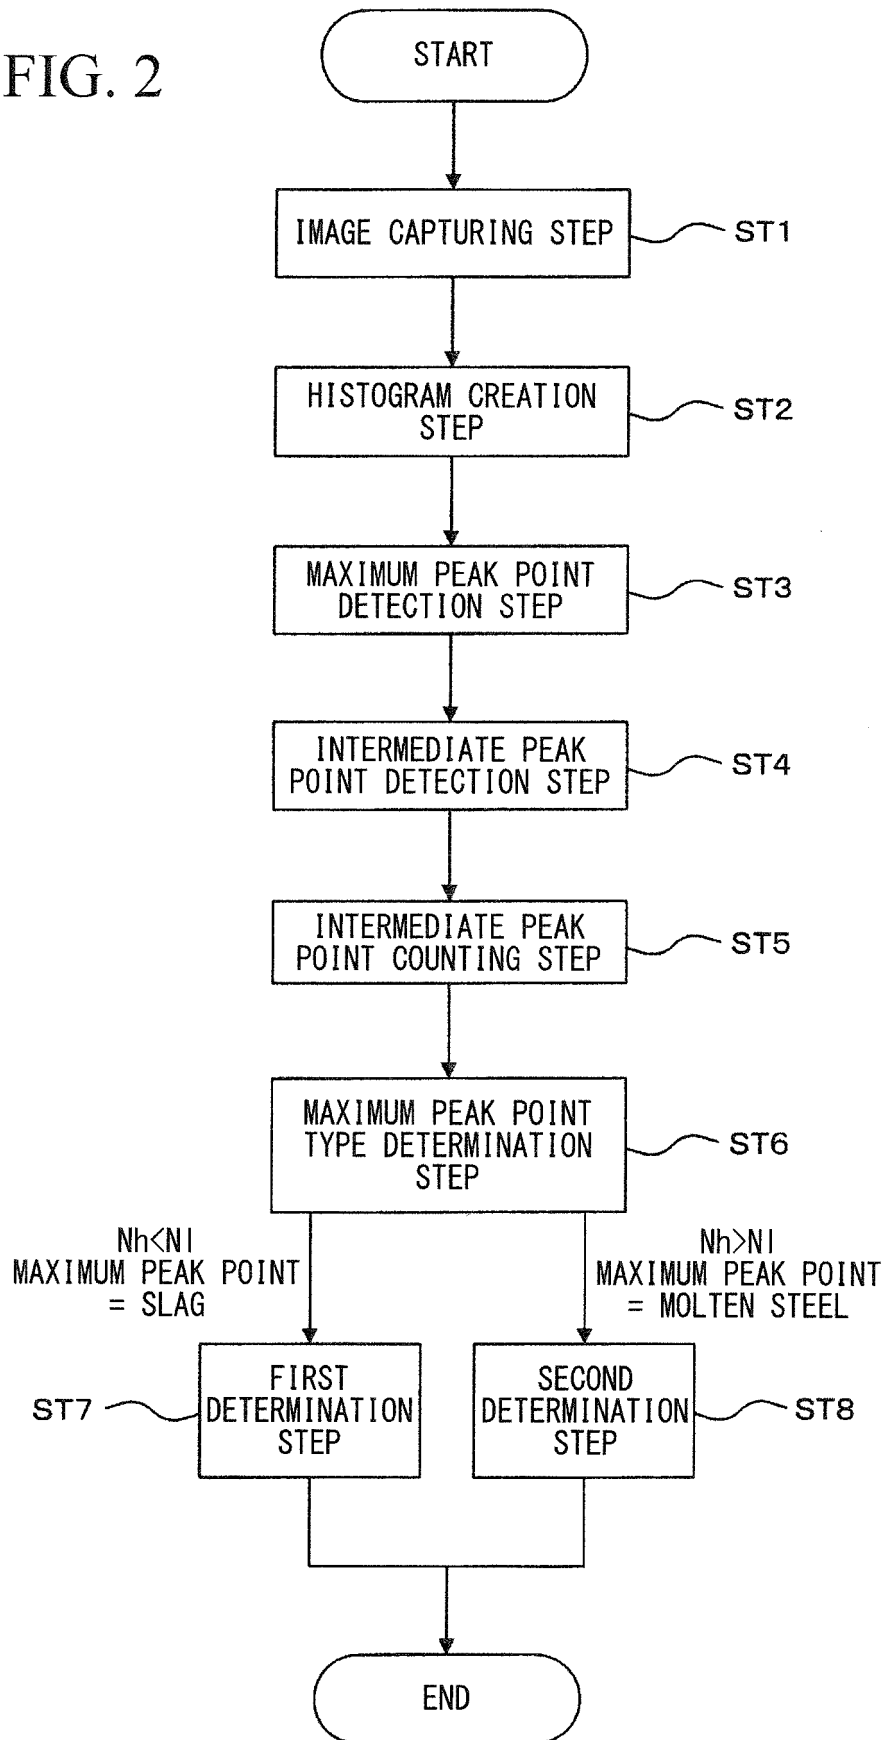 FIG. 2
START
IMAGE CAPTURING STEP
ST1
HISTOGRAM CREATION
STEP
ST2
MAXIMUM PEAK POINT
DETECTION STEP
ST3
INTERMEDIATE PEAK
POINT DETECTION STEP
ST4
INTERMEDIATE PEAK
POINT COUNTING STEP
ST5
MAXIMUM PEAK POINT
TYPE DETERMINATION
STEP
ST6
Nh<Nl
MAXIMUM PEAK POINT
= SLAG
Nh>Nl
MAXIMUM PEAK POINT
= MOLTEN STEEL
FIRST
DETERMINATION
STEP
ST7
SECOND
DETERMINATION
STEP
ST8
END